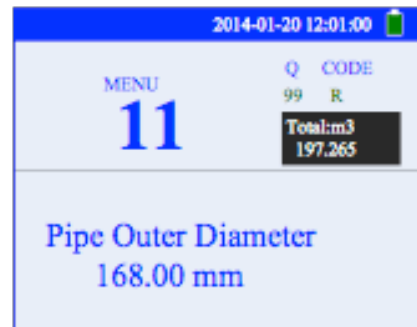 2014-01-20 12:01:00
MENU
11
Q CODE
99 R
Total:m3
197.265
Pipe Outer Diameter
168.00 mm